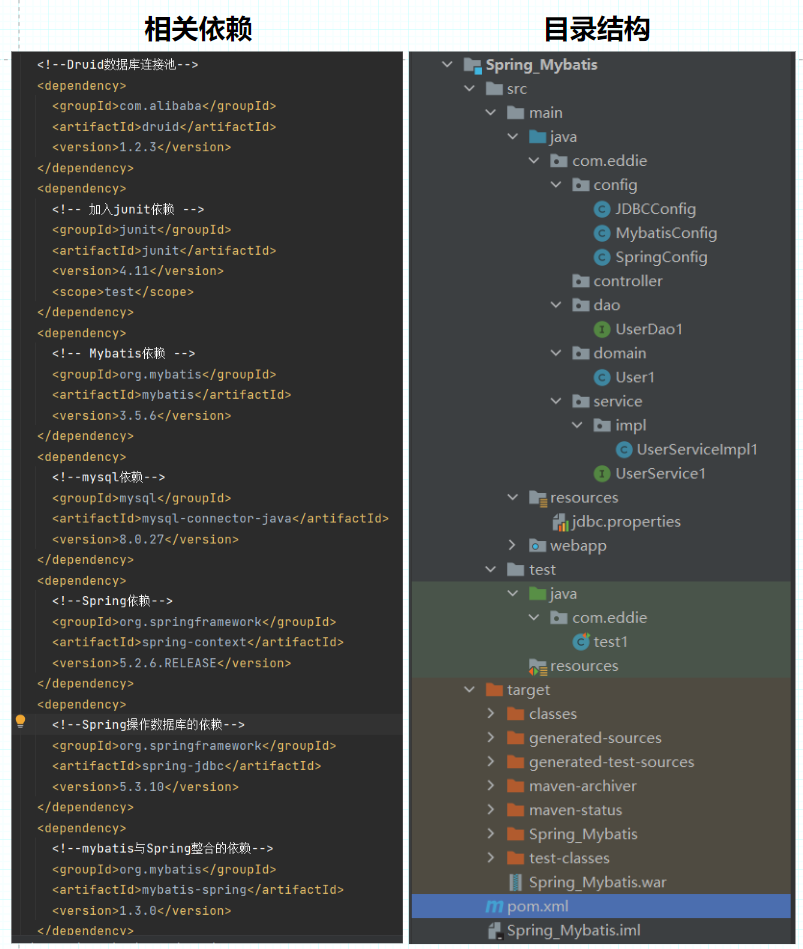 相关依赖
<!--Druid数据库连接池-->
<dependency>
<groupId>com.alibaba</groupId>
<artifactId>druid</artifactId>
<version>1.2.3</version>
</dependency>
<dependency>
<!-- 加入junit依赖 -->
<groupId>junit</groupId>
<artifactId>junit</artifactId>
<version>4.11</version>
<scope>test</scope>
</dependency>
<dependency>
<!-- Mybatis依赖 -->
<groupId>org.mybatis</groupId>
<artifactId>mybatis</artifactId>
<version>3.5.6</version>
</dependency>
<dependency>
<!--mysql依赖-->
<groupId>mysql</groupId>
<artifactId>mysql-connector-java</artifactId>
<version>8.0.27</version>
</dependency>
<dependency>
<!--Spring依赖-->
<groupId>org.springframework</groupId>
<artifactId>spring-context</artifactId>
<version>5.2.6.RELEASE</version>
</dependency>
<dependency>
<!--Spring操作数据库的依赖-->
<groupId>org.springframework</groupId>
<artifactId>spring-jdbc</artifactId>
<version>5.3.10</version>
</dependency>
<dependency>
<!--mybatis与Spring整合的依赖-->
<groupId>org.mybatis</groupId>
<artifactId>mybatis-spring</artifactId>
<version>1.3.0</version>
</dependency>
目录结构
Spring_Mybatis
src
main
java
com.eddie
config
JDBCConfig
MybatisConfig
SpringConfig
controller
dao
UserDao1
domain
User1
service
impl
UserServiceImpl1
UserService1
resources
jdbc.properties
webapp
test
java
com.eddie
test1
resources
target
classes
generated-sources
generated-test-sources
maven-archiver
maven-status
Spring_Mybatis
test-classes
Spring_Mybatis.war
pom.xml
Spring_Mybatis.iml